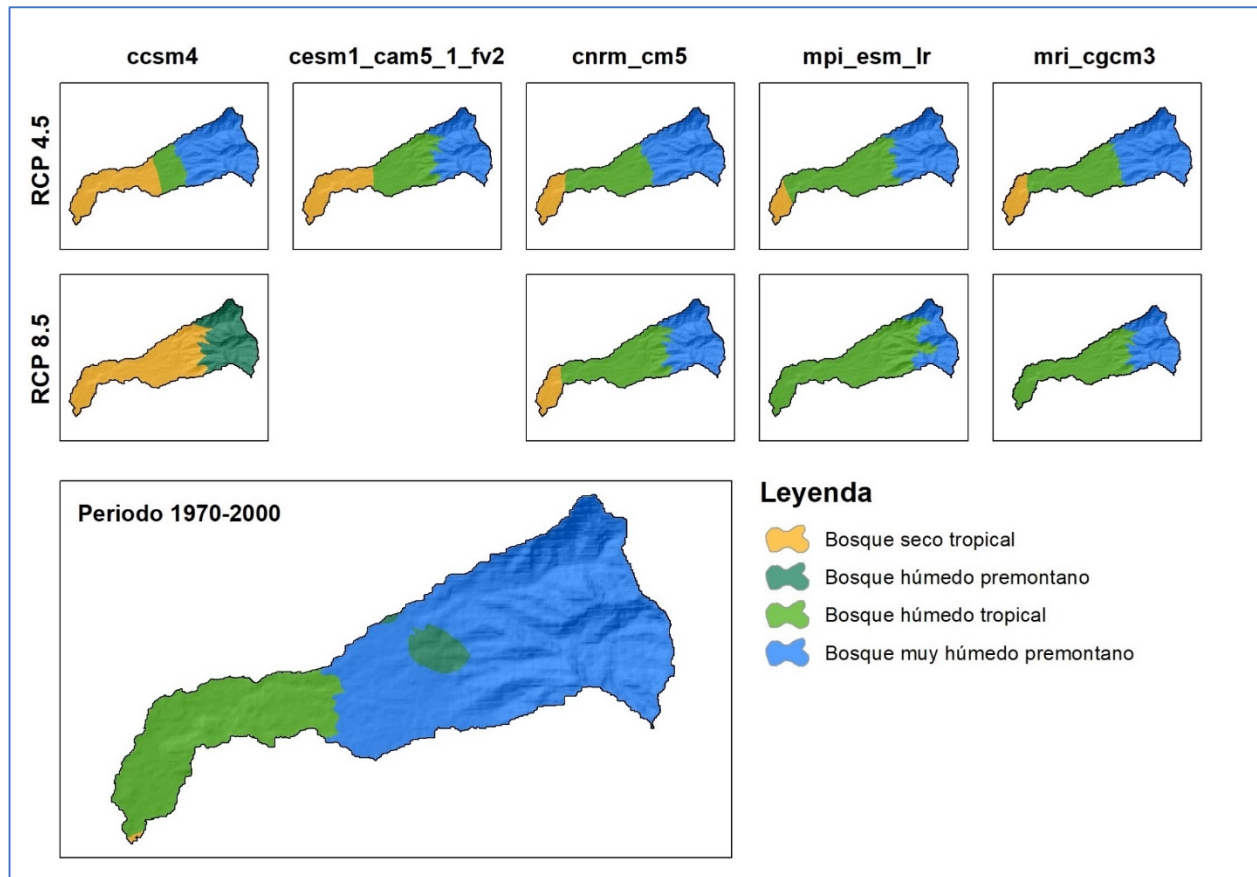 ccsm4
cesm1_cam5_1_fv2
cnrm_cm5
mpi_esm_lr
mri_cgcm3
RCP 4.5
RCP 8.5
Periodo 1970-2000
Leyenda
Bosque seco tropical
Bosque húmedo premontano
Bosque húmedo tropical
Bosque muy húmedo premontano